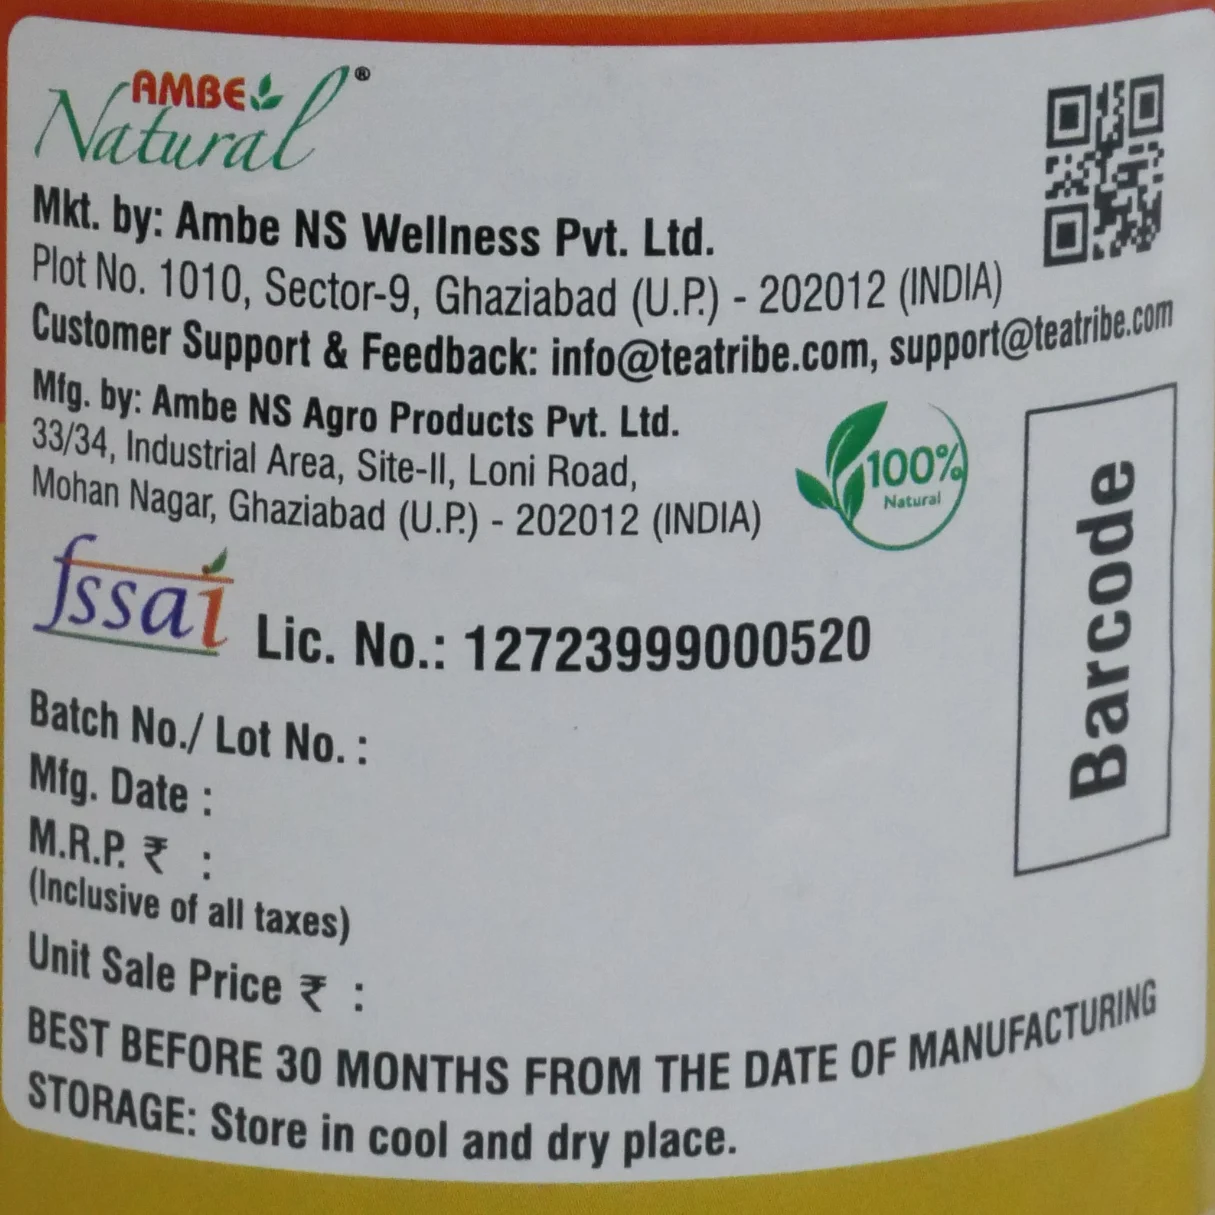 AMBE
Natural ®
Mkt. by: Ambe NS Wellness Pvt. Ltd.
Plot No. 1010, Sector-9, Ghaziabad (U.P.) - 202012 (INDIA)
Customer Support & Feedback: info@teatribe.com, support@teatribe.com
Mfg. by: Ambe NS Agro Products Pvt. Ltd.
33/34, Industrial Area, Site-II, Loni Road,
Mohan Nagar, Ghaziabad (U.P.) - 202012 (INDIA)
100%
Natural
fssai Lic. No.: 12723999000520
Barcode
Batch No./ Lot No. :
Mfg. Date :
M.R.P. ₹ :
(Inclusive of all taxes)
Unit Sale Price ₹ :
BEST BEFORE 30 MONTHS FROM THE DATE OF MANUFACTURING
STORAGE: Store in cool and dry place.